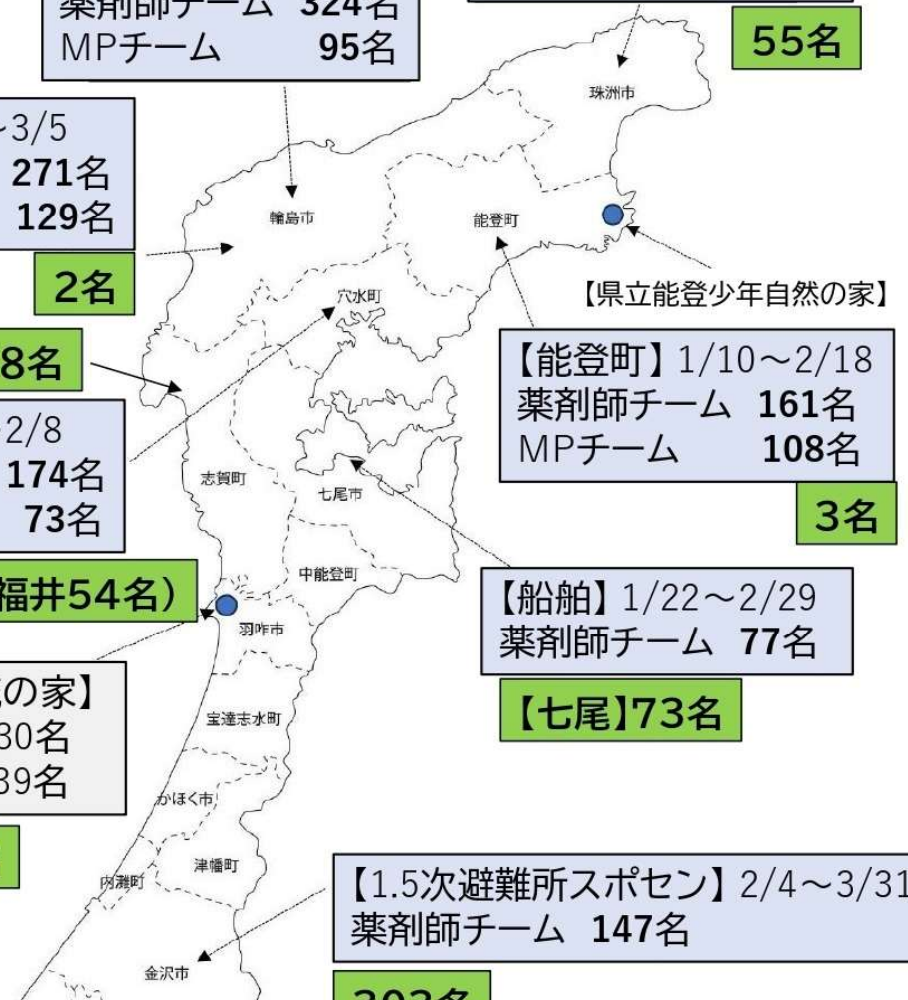 薬剤師チーム 324名
MPチーム 95名
55名
珠洲市
～3/5
271名
129名
2名
輪島市
能登町
【県立能登少年自然の家】
穴水町
8名
【能登町】1/10～2/18
薬剤師チーム 161名
MPチーム 108名
3名
2/8
174名
73名
志賀町
七尾市
福井54名）
中能登町
【船舶】1/22～2/29
薬剤師チーム 77名
【七尾】73名
羽咋市
の家】
30名
39名
宝達志水町
かほく市
津幡町
内灘町
【1.5次避難所スポセン】2/4～3/31
薬剤師チーム 147名
金沢市